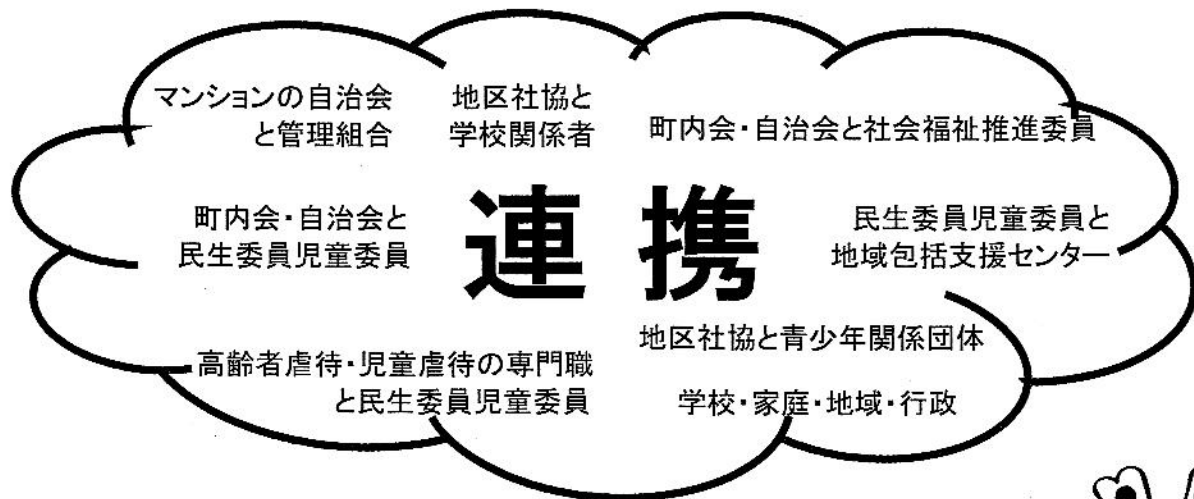 マンションの自治会
と管理組合
地区社協と
学校関係者
町内会・自治会と社会福祉推進委員
町内会・自治会と
民生委員児童委員
連携
民生委員児童委員と
地域包括支援センター
地区社協と青少年関係団体
高齢者虐待・児童虐待の専門職
と民生委員児童委員
学校・家庭・地域・行政